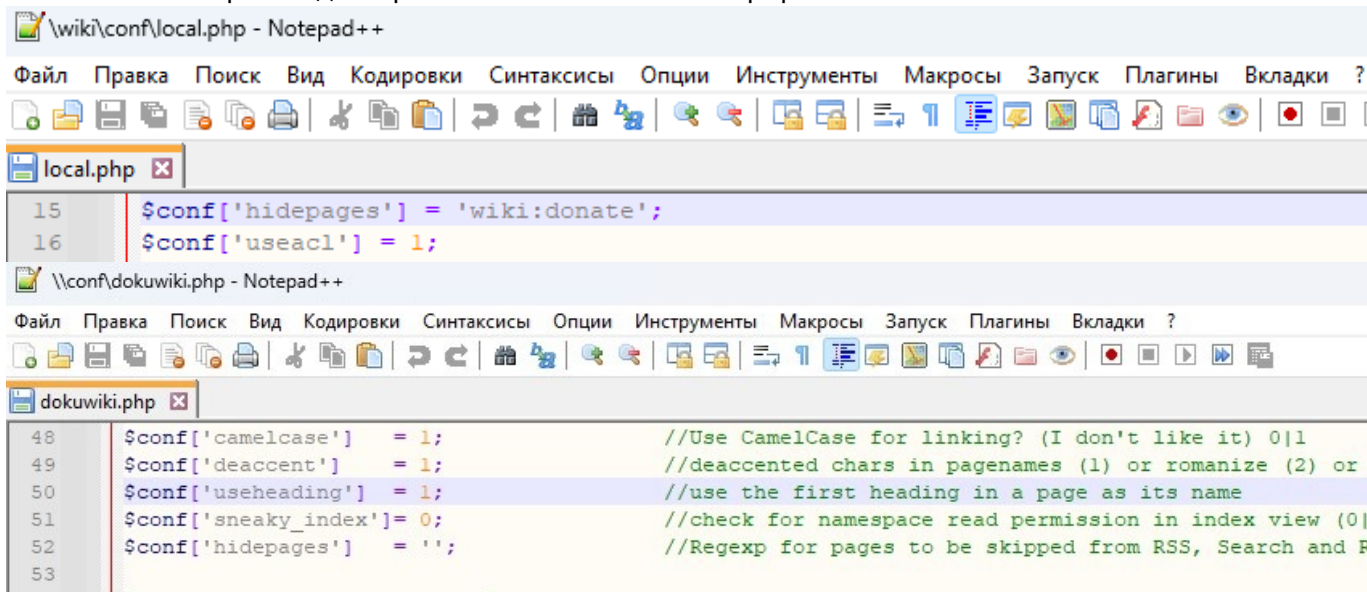 \wiki\conf\local.php - Notepad++
Файл Правка Поиск Вид Кодировки Синтаксисы Опции Инструменты Макросы Запуск Плагины Вкладки ?
local.php
15 $conf['hidepages'] = 'wiki:donate';
16 $conf['useacl'] = 1;
\\conf\dokuwiki.php - Notepad++
Файл Правка Поиск Вид Кодировки Синтаксисы Опции Инструменты Макросы Запуск Плагины Вкладки ?
dokuwiki.php
48 $conf['camelcase'] = 1; //Use CamelCase for linking? (I don't like it) 0|1
49 $conf['deaccent'] = 1; //deaccented chars in pagenames (1) or romanize (2) or
50 $conf['useheading'] = 1; //use the first heading in a page as its name
51 $conf['sneaky_index']= 0; //check for namespace read permission in index view (0|
52 $conf['hidepages'] = ''; //Regexp for pages to be skipped from RSS, Search and
53